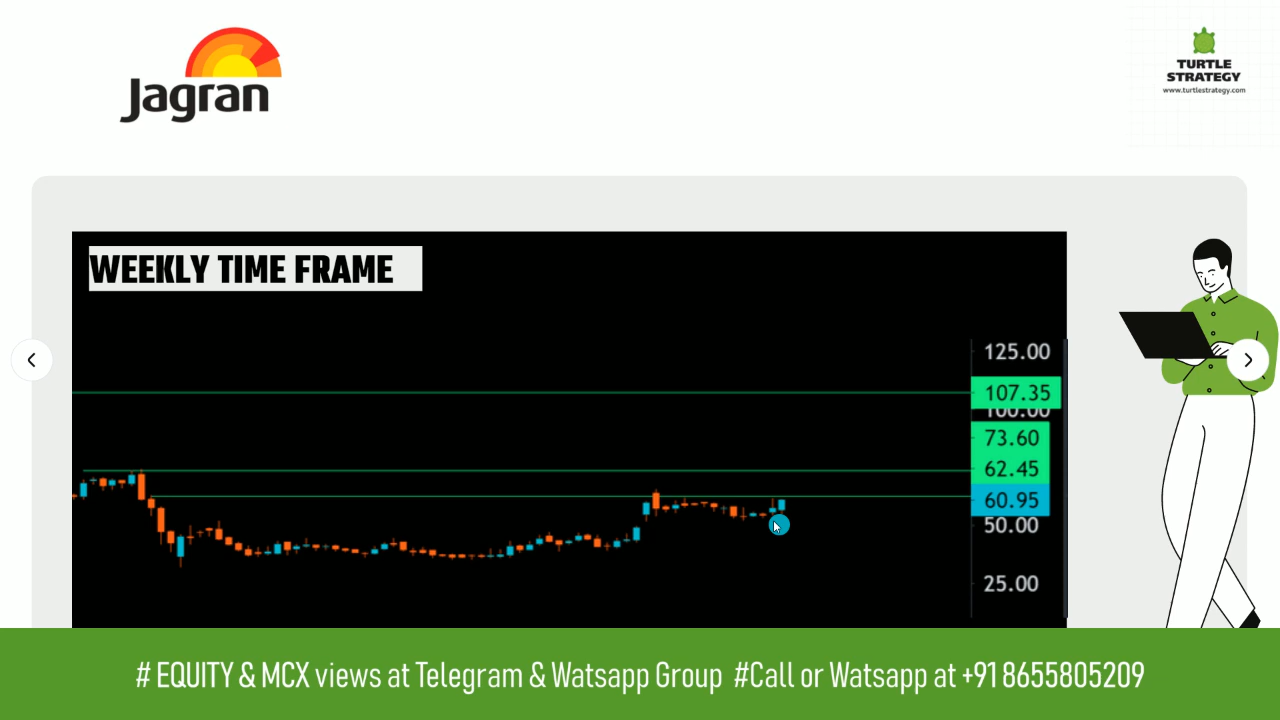 Jagran
TURTLE
STRATEGY
www.turtlestrategy.com
WEEKLY TIME FRAME
125.00
107.35
100.00
73.60
62.45
60.95
50.00
25.00
# EQUITY & MCX views at Telegram & Watsapp Group #Call or Watsapp at +91 8655805209